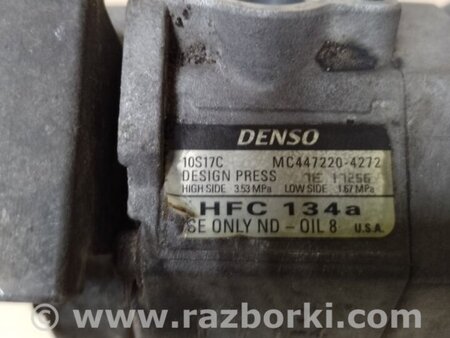 DENSO
10S17C MC447220-4272
DESIGN PRESS
HIGH SIDE 3.53 MPa LOW SIDE 1.67 MPa
HFC 134a
SE ONLY ND-OIL 8 U.S.A.
www.razborki.com